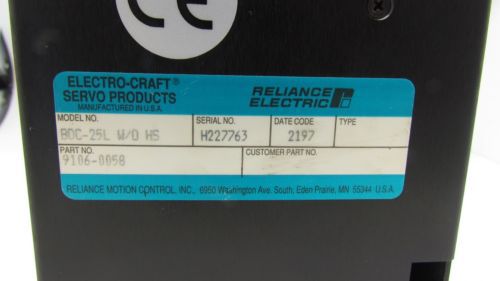 CE
ELECTRO-CRAFT®
SERVO PRODUCTS
MANUFACTURED IN U.S.A.
RELIANCE
ELECTRIC
MODEL NO. SERIAL NO. DATE CODE TYPE
BDC-25L W/O HS H227763 2197
PART NO. CUSTOMER PART NO.
9106-0058
RELIANCE MOTION CONTROL, INC., 6950 Washington Ave. South, Eden Prairie, MN 55344 U.S.A.